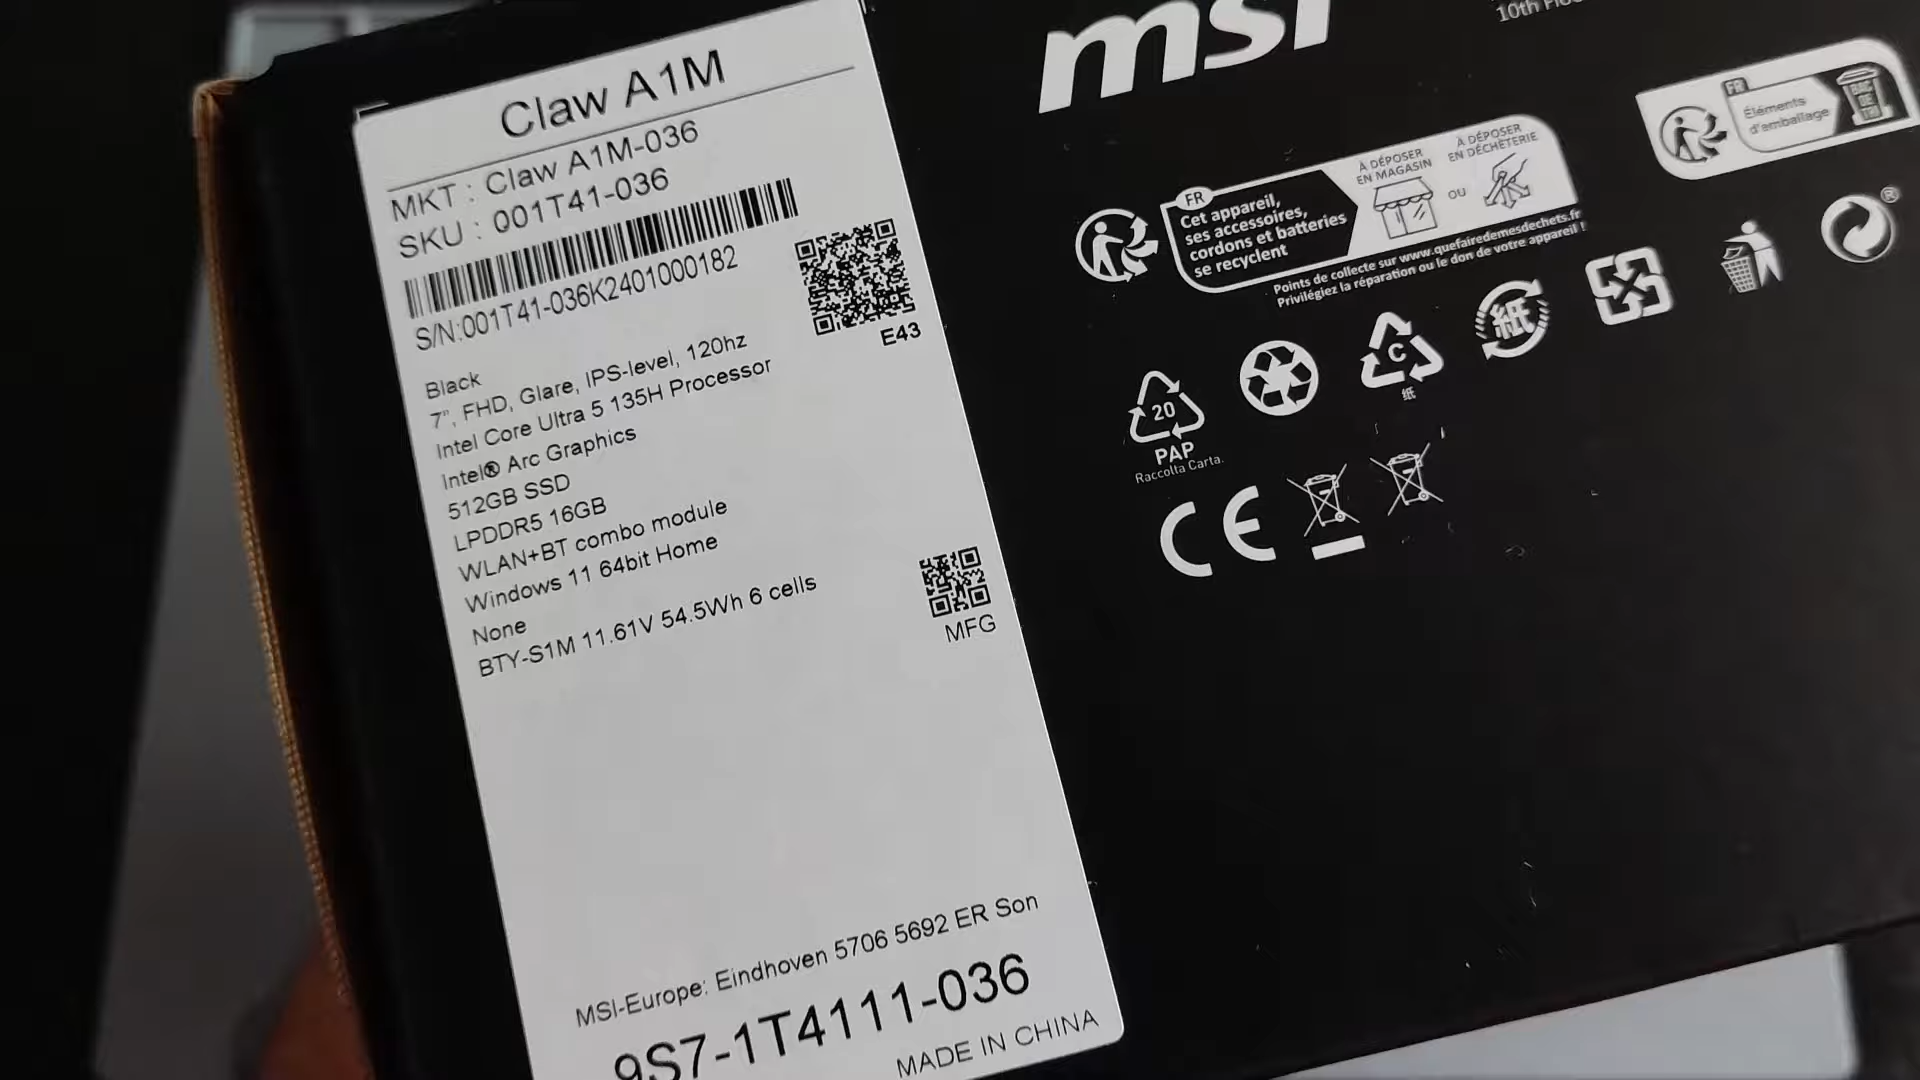 Claw A1M
MKT : Claw A1M-036
SKU : 001T41-036
S/N:001T41-036K2401000182
E43
Black
7", FHD, Glare, IPS-level, 120hz
Intel Core Ultra 5 135H Processor
Intel® Arc Graphics
512GB SSD
LPDDR5 16GB
WLAN+BT combo module
Windows 11 64bit Home
None
BTY-S1M 11.61V 54.5Wh 6 cells
MFG
MSI-Europe: Eindhoven 5706 5692 ER Son
9S7-1T4111-036
MADE IN CHINA
msi
10th
FR
Cet appareil,
ses accessoires,
cordons et batteries
se recyclent
À DÉPOSER
EN MAGASIN
OU
À DÉPOSER
EN DÉCHÈTERIE
Points de collecte sur www.quefairedemesdechets.fr
Privilégiez la réparation ou le don de votre appareil !
FR
Éléments
d'emballage
BAC
DE
TRI
20
PAP
Raccolta Carta.
C
纸
紙
®
CE